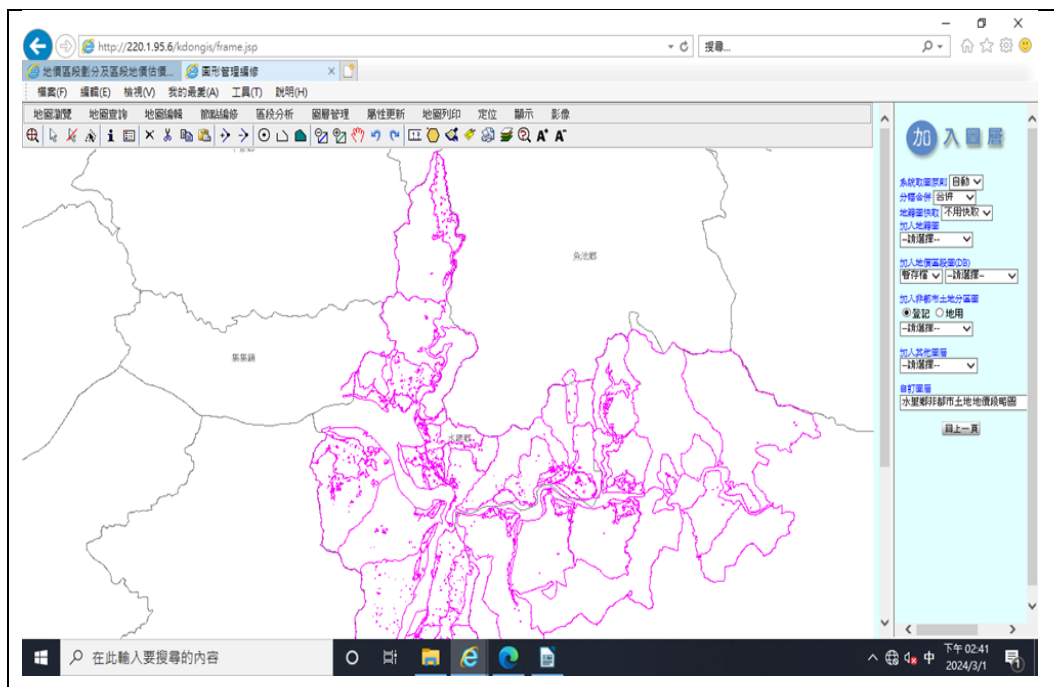 http://220.1.95.6/kdongis/frame.jsp
搜尋...
地價區段劃分及區段地價估價...
圖形管理編修
檔案(F) 編輯(E) 檢視(V) 我的最愛(A) 工具(T) 說明(H)
地圖瀏覽 地圖查詢 地圖編輯 節點編修 區段分析 圖層管理 屬性更新 地圖列印 定位 顯示 影像
A+ A-
加入圖層
系統取圖原則 自動
分幅合併 合併
地籍圖快取 不用快取
加入地籍圖
--請選擇--
加入地價區段圖(DB)
暫存檔 --請選擇--
加入非都市土地分區圖
登記 地用
--請選擇--
加入其他圖層
--請選擇--
自訂圖層
水里鄉非都市土地地價段略圖
回上一頁
魚池鄉
集集鎮
水里鄉
在此輸入要搜尋的內容
中
下午 02:41
2024/3/1
1